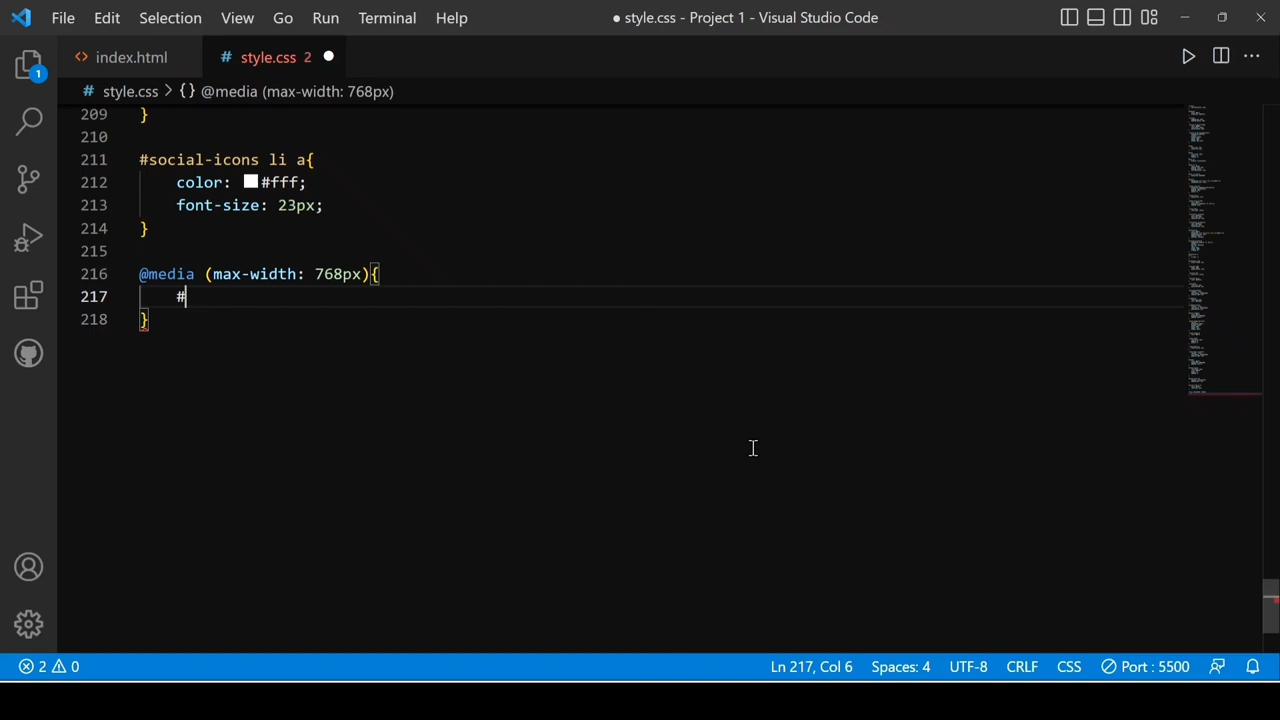 File Edit Selection View Go Run Terminal Help
● style.css - Project 1 - Visual Studio Code
1
<> index.html
# style.css 2 ●
# style.css > {} @media (max-width: 768px)
209 }
210
211 #social-icons li a{
212 color: #fff;
213 font-size: 23px;
214 }
215
216 @media (max-width: 768px){
217 #
218 }
2 0
Ln 217, Col 6 Spaces: 4 UTF-8 CRLF CSS Port : 5500